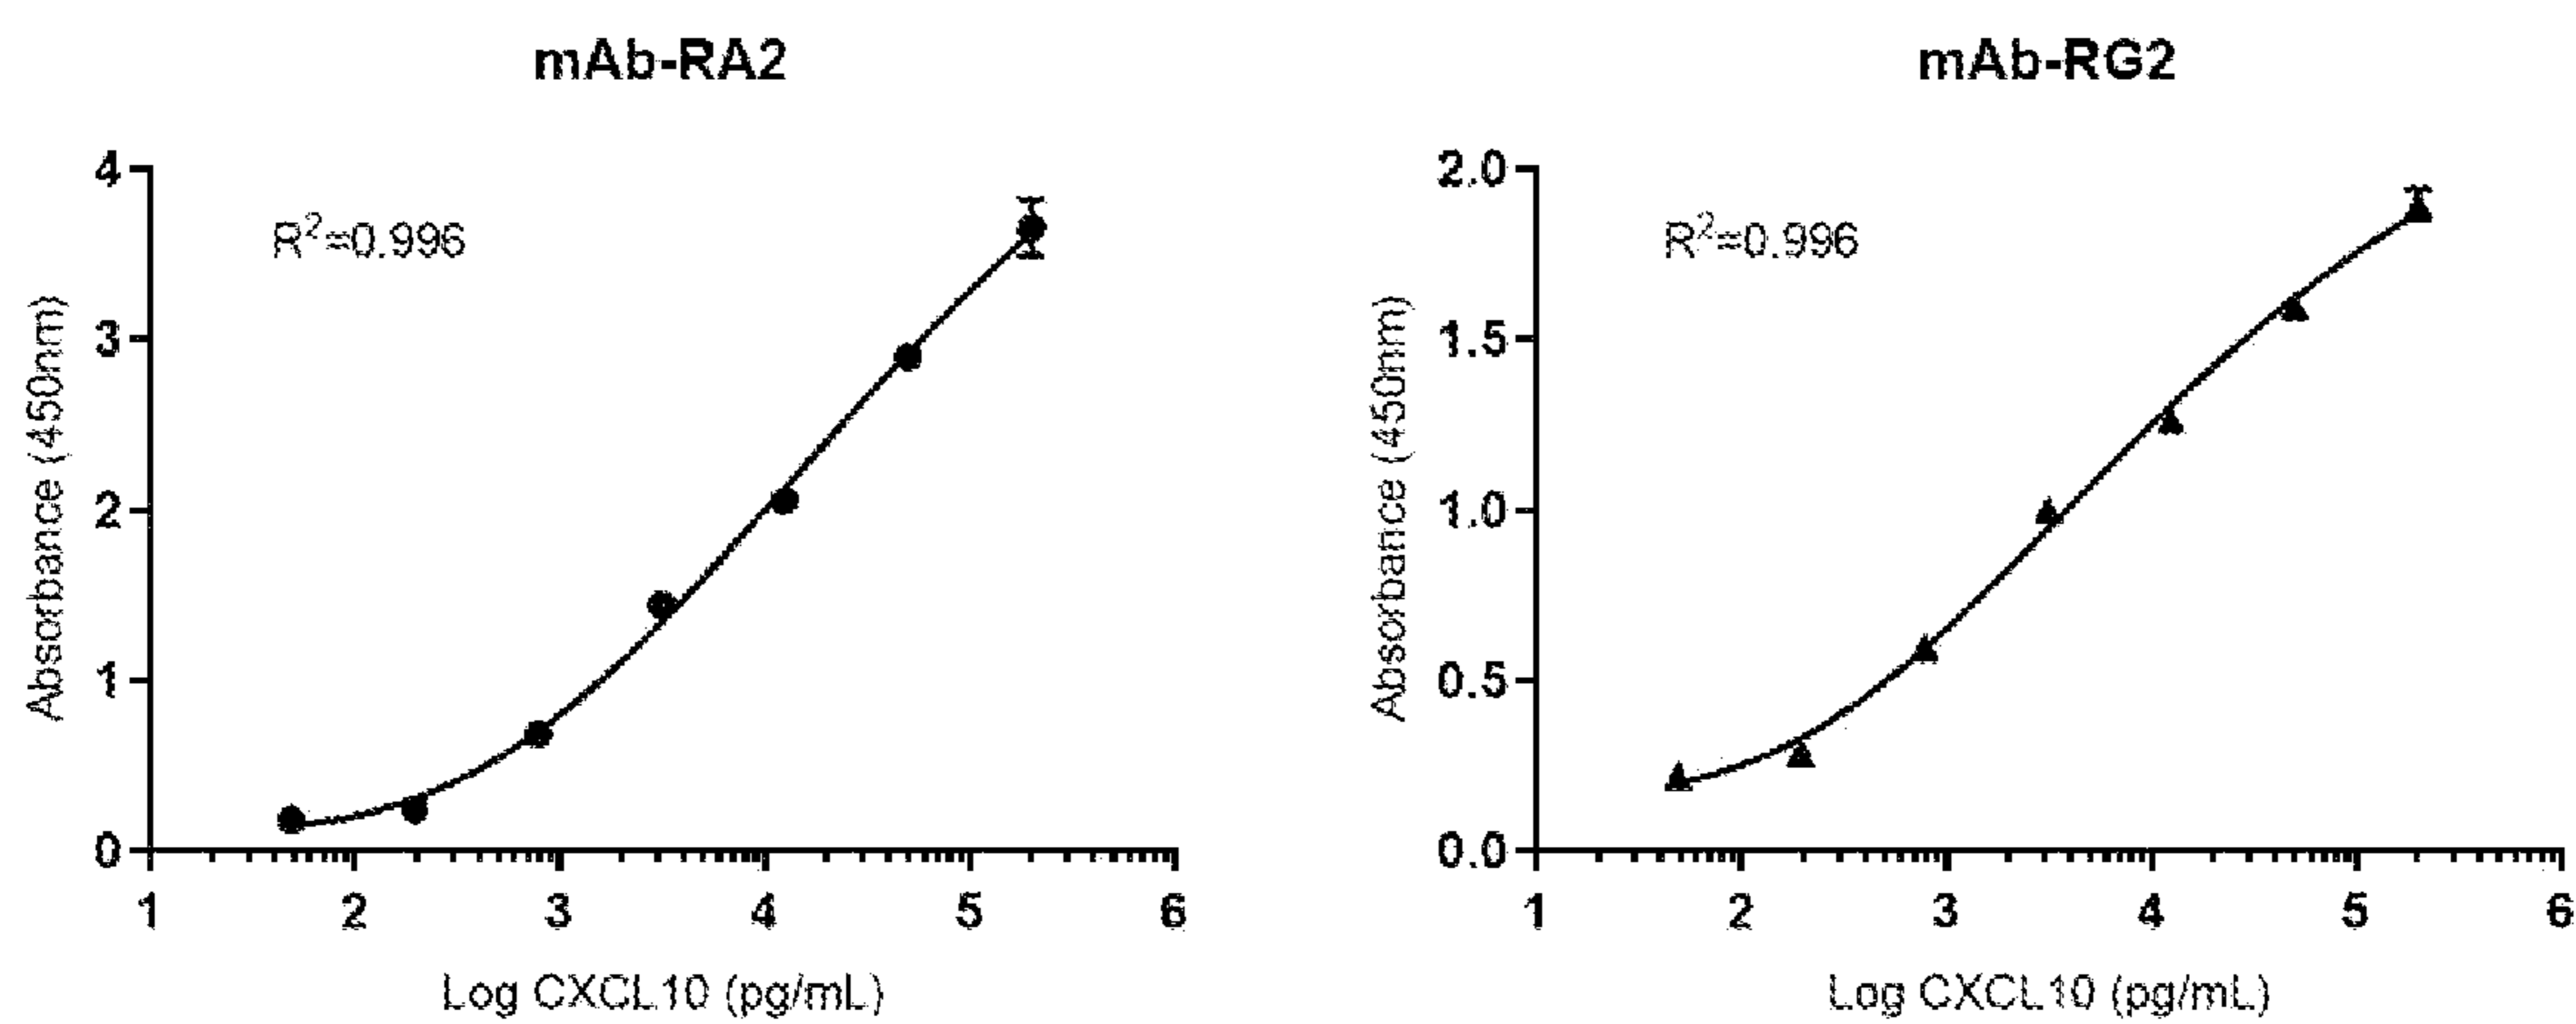 mAb-RA2
4
3
2
1
0
R²=0.996
Absorbance (450nm)
1 2 3 4 5 6
Log CXCL10 (pg/mL)
mAb-RG2
2.0
1.5
1.0
0.5
0.0
R²=0.996
Absorbance (450nm)
1 2 3 4 5 6
Log CXCL10 (pg/mL)